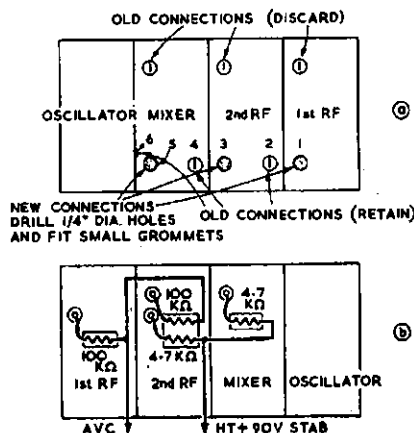 OLD CONNECTIONS (DISCARD)
OSCILLATOR MIXER 2nd RF 1st RF
a
6 5 4 3 2 1
NEW CONNECTIONS
DRILL 1/4" DIA. HOLES
AND FIT SMALL GROMMETS
OLD CONNECTIONS (RETAIN)
100 KΩ
4·7 KΩ
100 KΩ
4·7 KΩ
b
1st RF 2nd RF MIXER OSCILLATOR
AVC HT+ 90V STAB